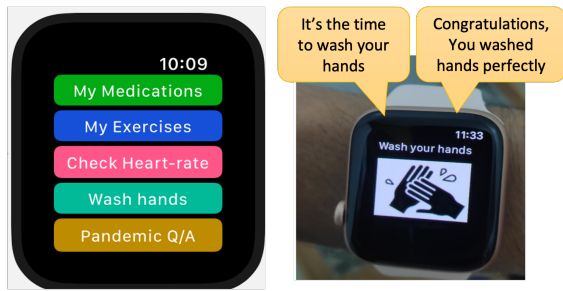 10:09
My Medications
My Exercises
Check Heart-rate
Wash hands
Pandemic Q/A
It's the time
to wash your
hands
Congratulations,
You washed
hands perfectly
11:33
Wash your hands